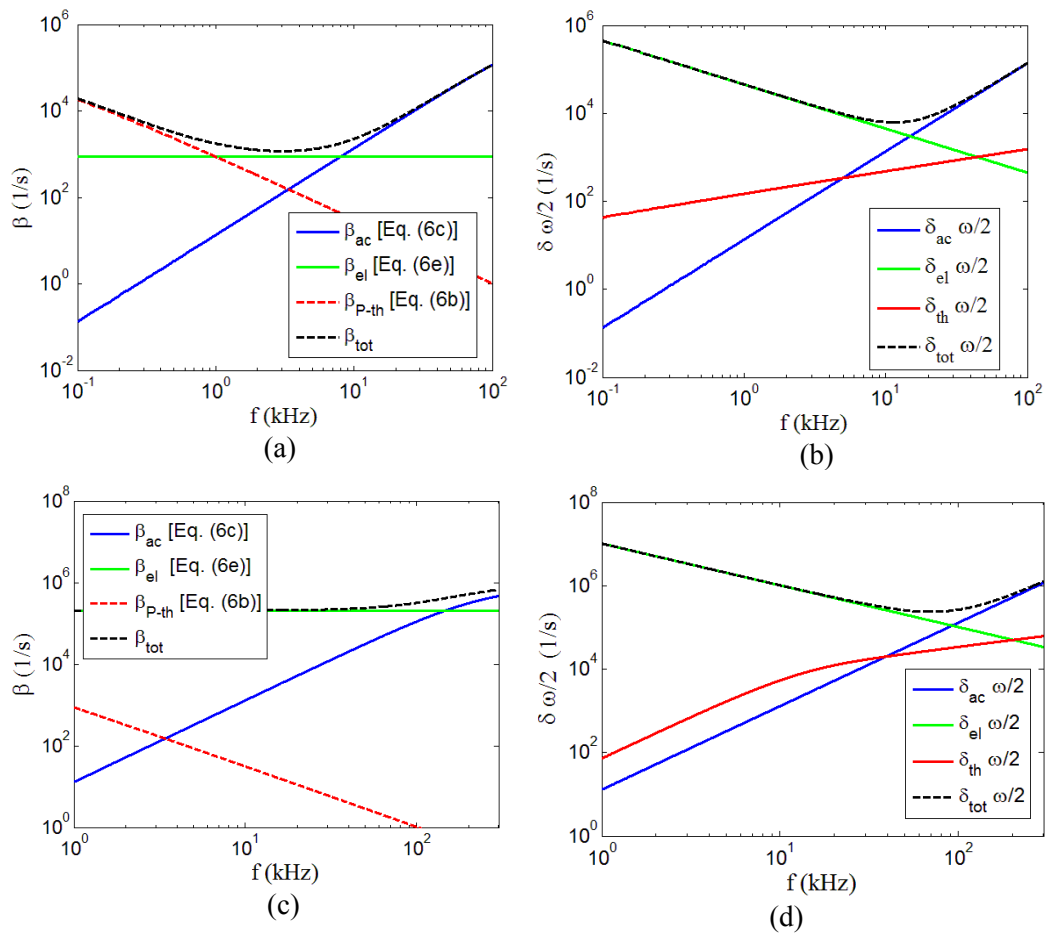 10^6
10^4
10^2
10^0
10^-2
β (1/s)
β_ac [Eq. (6c)]
β_el [Eq. (6e)]
β_P-th [Eq. (6b)]
β_tot
10^-1
10^0
10^1
10^2
f (kHz)
(a)
10^6
10^4
10^2
10^0
10^-2
δ ω/2 (1/s)
δ_ac ω/2
δ_el ω/2
δ_th ω/2
δ_tot ω/2
10^-1
10^0
10^1
10^2
f (kHz)
(b)
10^8
10^6
10^4
10^2
10^0
β (1/s)
β_ac [Eq. (6c)]
β_el [Eq. (6e)]
β_P-th [Eq. (6b)]
β_tot
10^0
10^1
10^2
f (kHz)
(c)
10^8
10^6
10^4
10^2
10^0
δ ω/2 (1/s)
δ_ac ω/2
δ_el ω/2
δ_th ω/2
δ_tot ω/2
10^0
10^1
10^2
f (kHz)
(d)